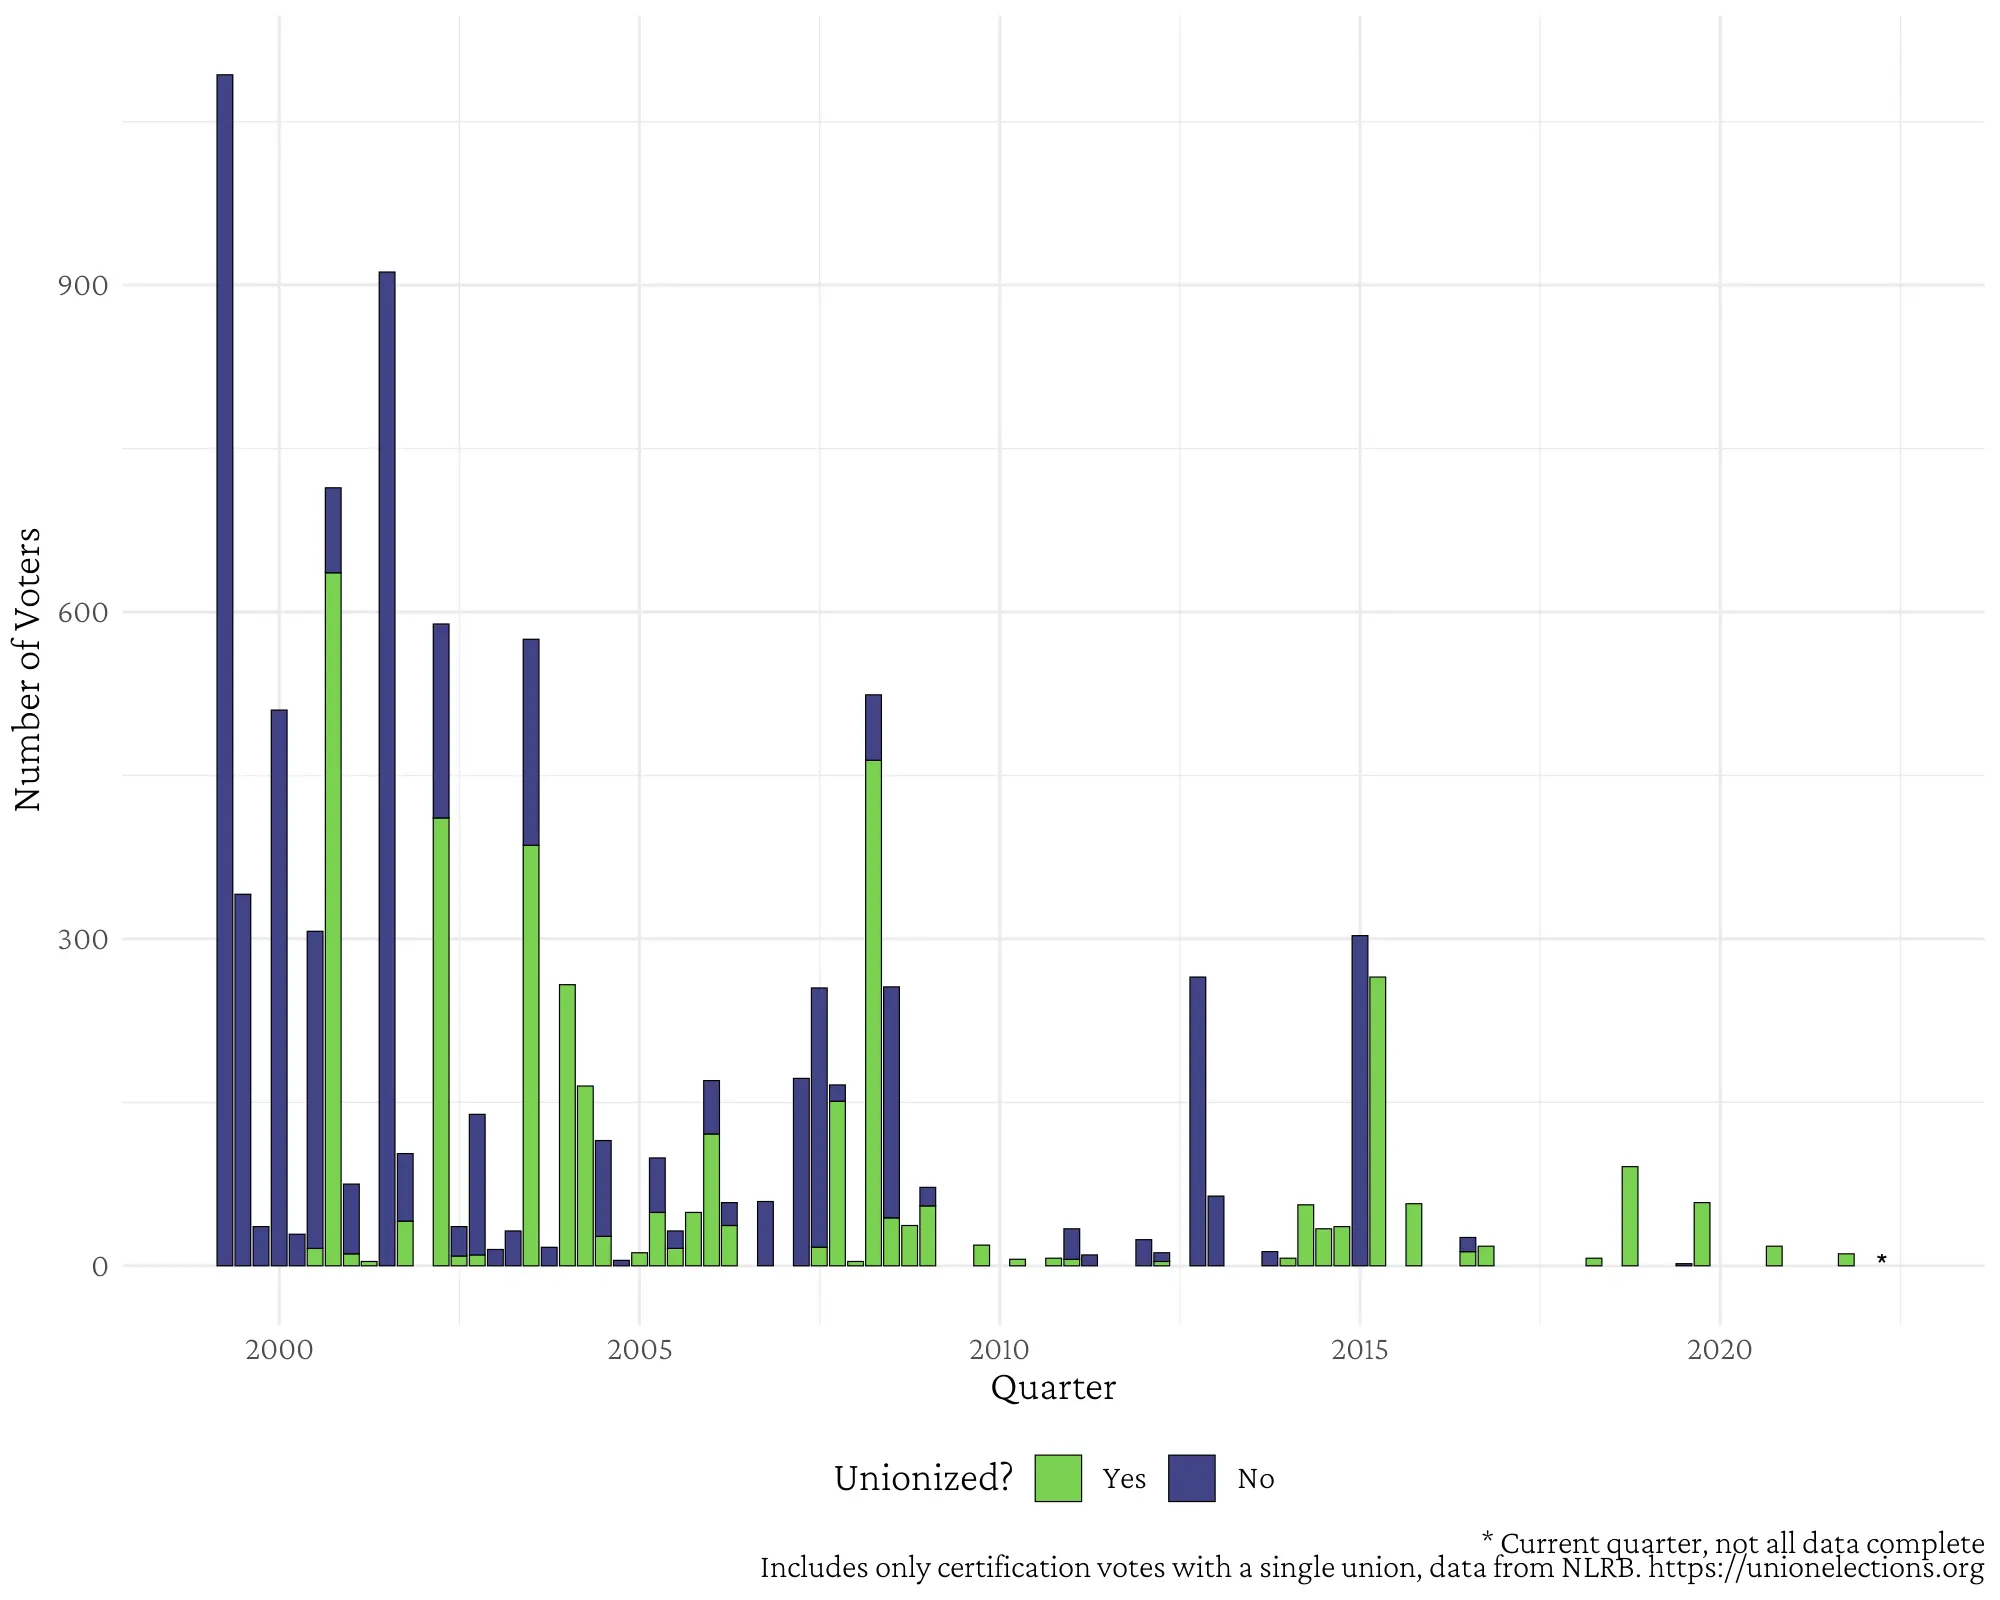 Number of Voters
900
600
300
0
*
2000 2005 2010 2015 2020
Quarter
Unionized? Yes No
* Current quarter, not all data complete
Includes only certification votes with a single union, data from NLRB. https://unionelections.org